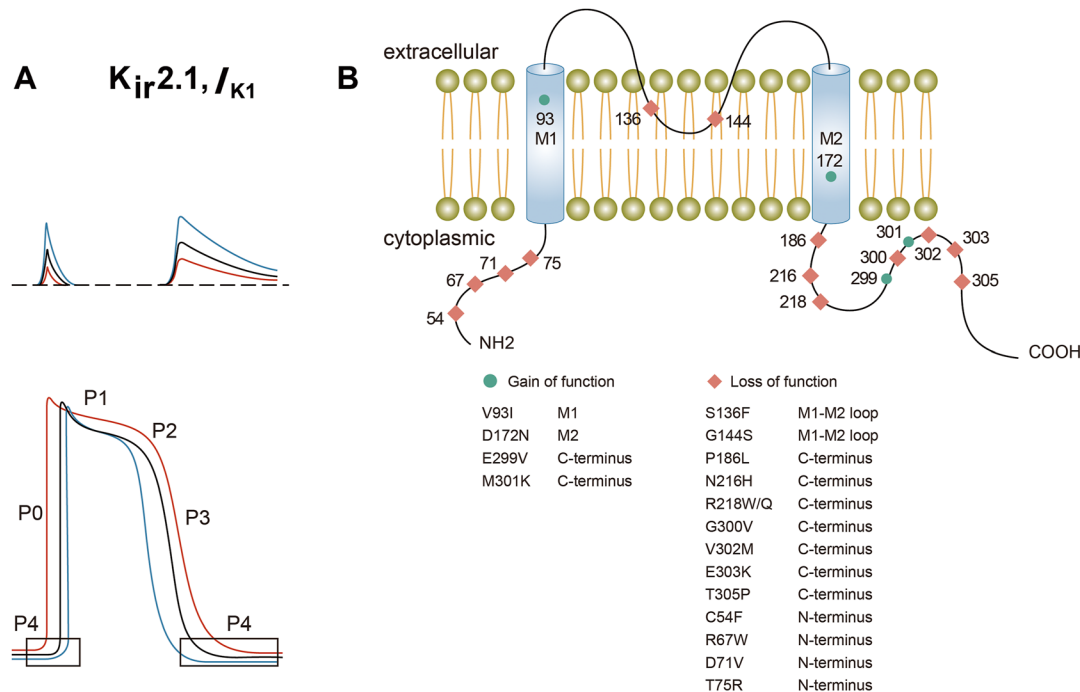 A
Kir2.1, IK1
P1
P2
P0
P3
P4
P4
B
extracellular
93
M1
136
144
M2
172
cytoplasmic
54
67
71
75
NH2
186
216
218
299
300
301
302
303
305
COOH
Gain of function
V93I M1
D172N M2
E299V C-terminus
M301K C-terminus
Loss of function
S136F M1-M2 loop
G144S M1-M2 loop
P186L C-terminus
N216H C-terminus
R218W/Q C-terminus
G300V C-terminus
V302M C-terminus
E303K C-terminus
T305P C-terminus
C54F N-terminus
R67W N-terminus
D71V N-terminus
T75R N-terminus